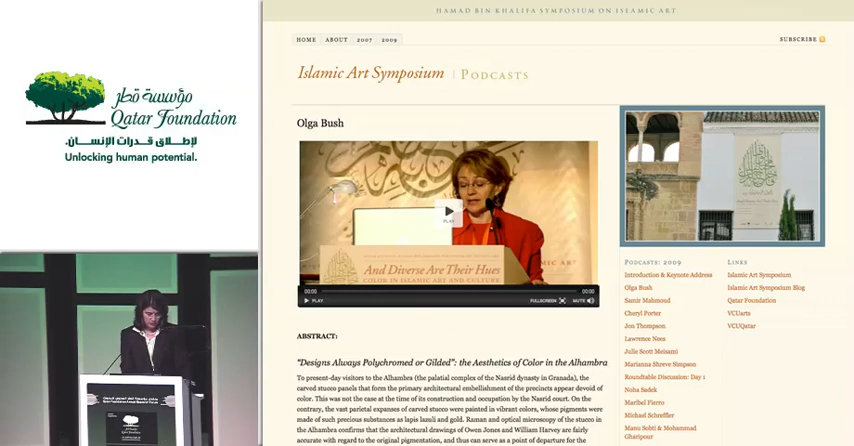 مؤسسة قطر
Qatar Foundation
لإطلاق قدرات الإنسان.
Unlocking human potential.
HAMAD BIN KHALIFA SYMPOSIUM ON ISLAMIC ART
HOME ABOUT 2007 2009
SUBSCRIBE
Islamic Art Symposium | PODCASTS
Olga Bush
PLAY
And Diverse Are Their Hues
COLOR IN ISLAMIC ART AND CULTURE
00:00 00:00
PLAY FULLSCREEN MUTE
ABSTRACT:
"Designs Always Polychromed or Gilded": the Aesthetics of Color in the Alhambra
To present-day visitors to the Alhambra (the palatial complex of the Nasrid dynasty in Granada), the
carved stucco panels that form the primary architectural embellishment of the precincts appear devoid of
color. This was not the case at the time of its construction and occupation by the Nasrid court. On the
contrary, the vast parietal expanses of carved stucco were painted in vibrant colors, whose pigments were
made of such precious substances as lapis lazuli and gold. Raman and optical microscopy of the stucco in
the Alhambra confirms that the architectural drawings of Owen Jones and William Harvey are fairly
accurate with regard to the original pigmentation, and thus can serve as a point of departure for the
PODCASTS: 2009
Introduction & Keynote Address
Olga Bush
Samir Mahmoud
Cheryl Porter
Jon Thompson
Lawrence Nees
Julie Scott Meisami
Marianna Shreve Simpson
Roundtable Discussion: Day 1
Noha Sadek
Maribel Fierro
Michael Schreffler
Manu Sobti & Mohammad
Gharipour
LINKS
Islamic Art Symposium
Islamic Art Symposium Blog
Qatar Foundation
VCUarts
VCUQatar